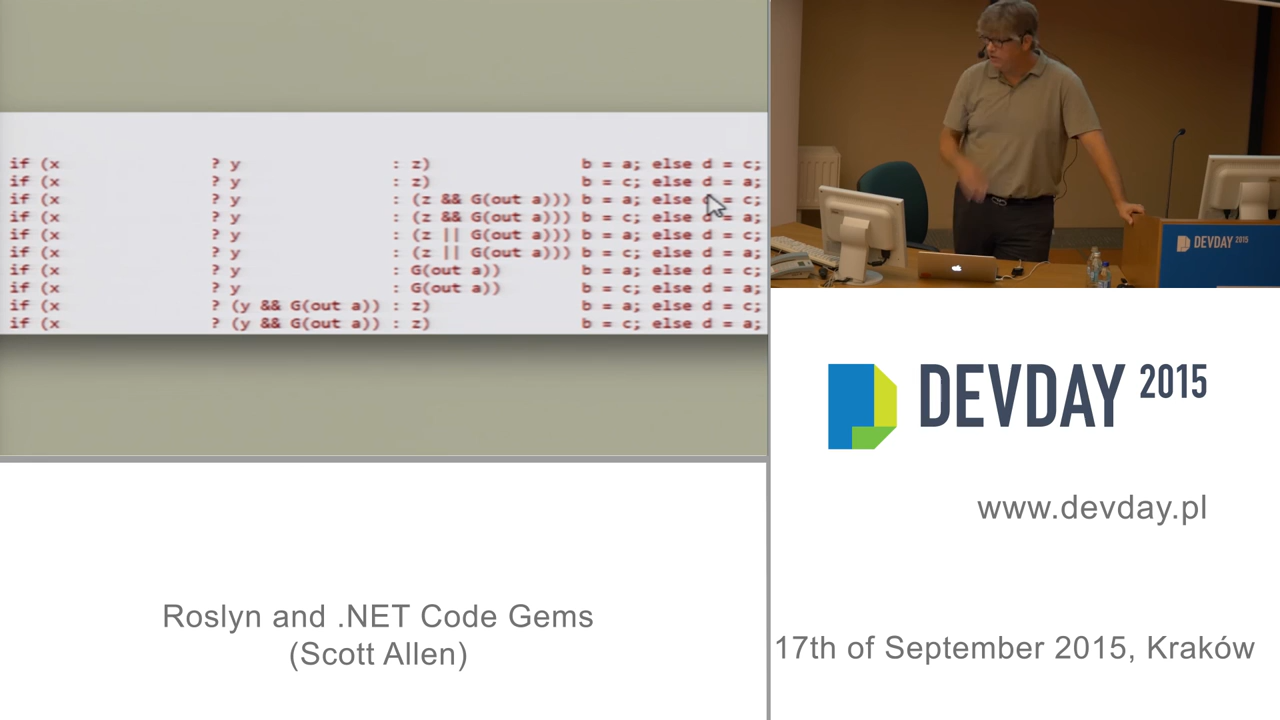 if (x ? y : z) b = a; else d = c;
if (x ? y : z) b = c; else d = a;
if (x ? y : (z && G(out a))) b = a; else d = c;
if (x ? y : (z && G(out a))) b = c; else d = a;
if (x ? y : (z || G(out a))) b = a; else d = c;
if (x ? y : (z || G(out a))) b = c; else d = a;
if (x ? y : G(out a)) b = a; else d = c;
if (x ? y : G(out a)) b = c; else d = a;
if (x ? (y && G(out a)) : z) b = a; else d = c;
if (x ? (y && G(out a)) : z) b = c; else d = a;
DEVDAY 2015
DEVDAY 2015
www.devday.pl
Roslyn and .NET Code Gems
(Scott Allen)
17th of September 2015, Kraków